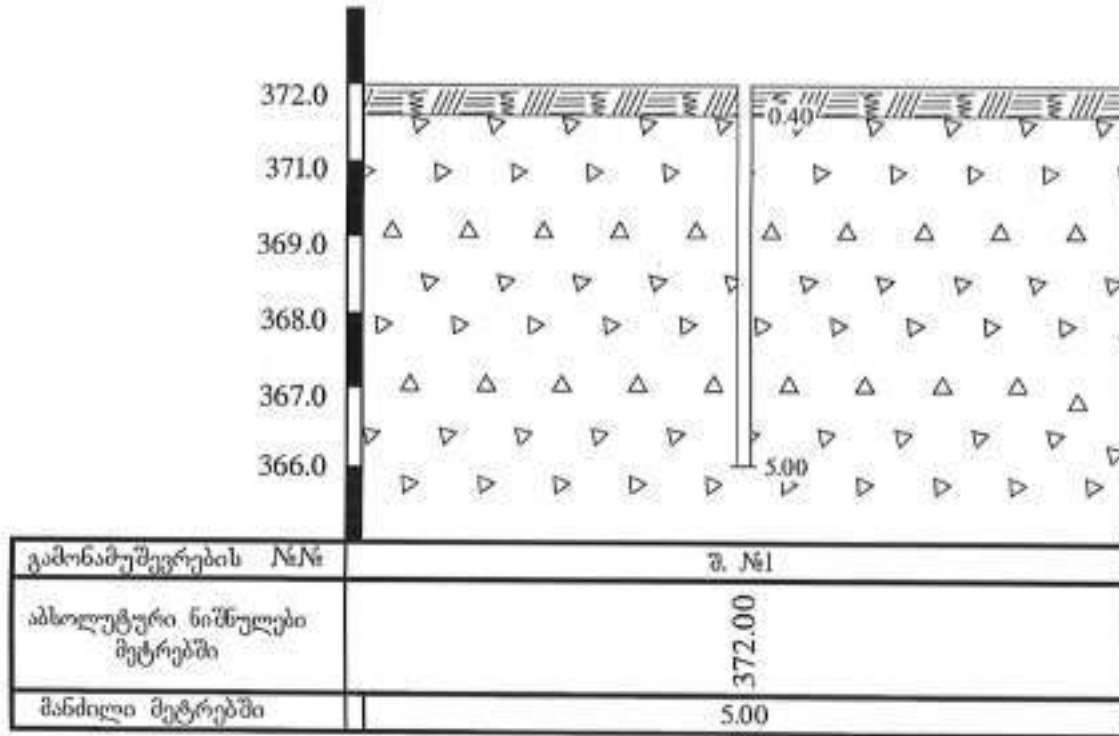 372.0
0.40
371.0
369.0
368.0
367.0
366.0
5.00
გამონამუშევრების №№
შ. №1
აბსოლუტური ნიშნულები
მეტრებში
372.00
მანძილი მეტრებში
5.00